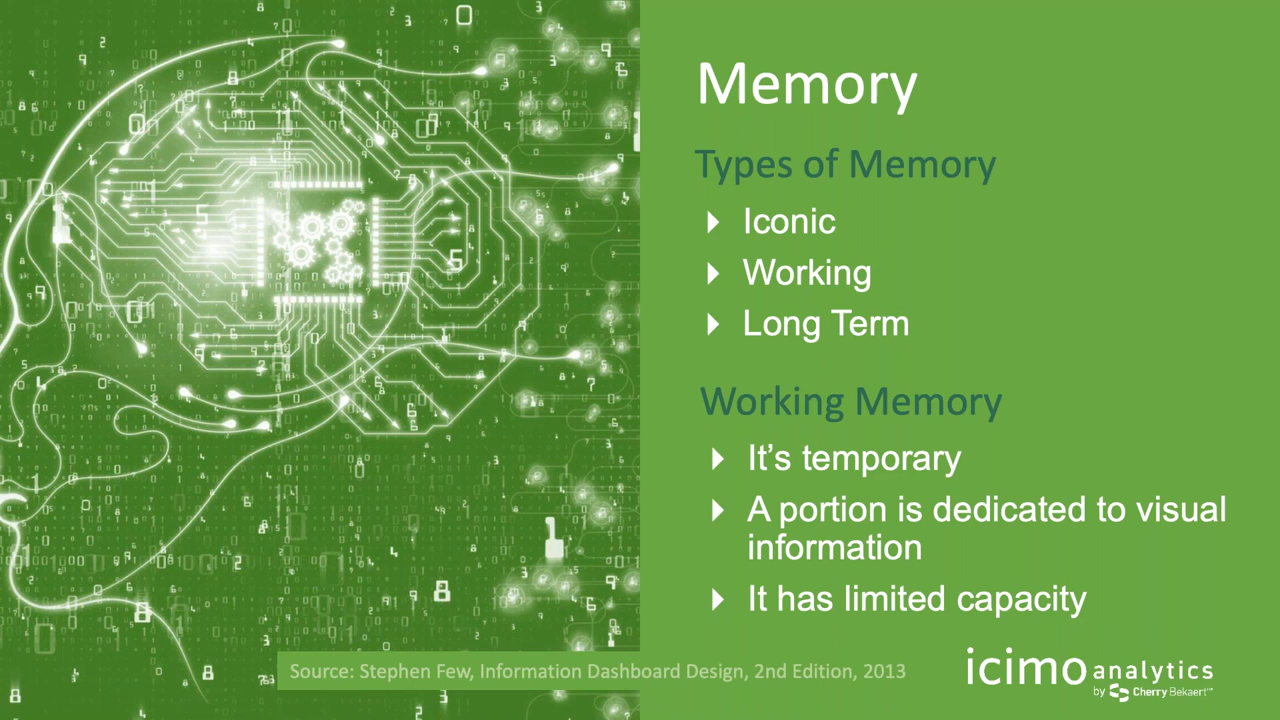 Memory
Types of Memory
Iconic
Working
Long Term
Working Memory
It’s temporary
A portion is dedicated to visual
information
It has limited capacity
Source: Stephen Few, Information Dashboard Design, 2nd Edition, 2013
icimo analytics
by Cherry Bekaert